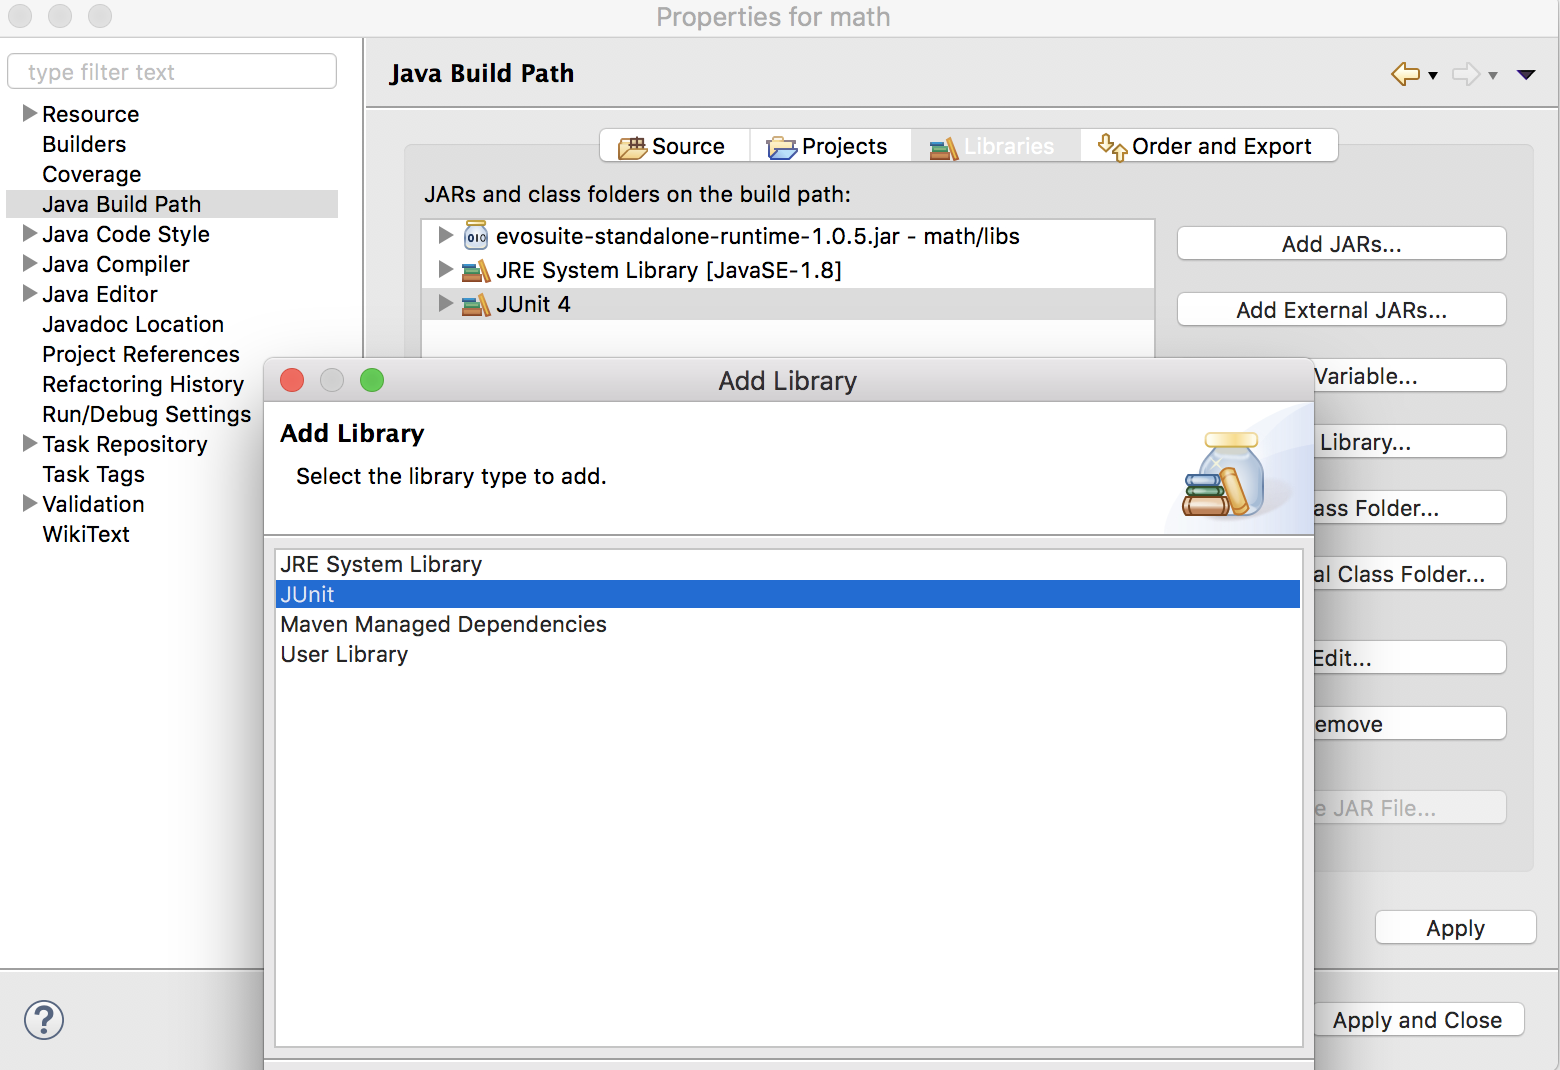 Properties for math
type filter text
Java Build Path
Resource
Builders
Coverage
Java Build Path
Java Code Style
Java Compiler
Java Editor
Javadoc Location
Project References
Refactoring History
Run/Debug Settings
Task Repository
Task Tags
Validation
WikiText
Source
Projects
Libraries
Order and Export
JARs and class folders on the build path:
010 evosuite-standalone-runtime-1.0.5.jar - math/libs
JRE System Library [JavaSE-1.8]
JUnit 4
Add JARs...
Add External JARs...
Variable...
Library...
ass Folder...
al Class Folder...
Edit...
emove
e JAR File...
Apply
Apply and Close
Add Library
Add Library
Select the library type to add.
JRE System Library
JUnit
Maven Managed Dependencies
User Library
?